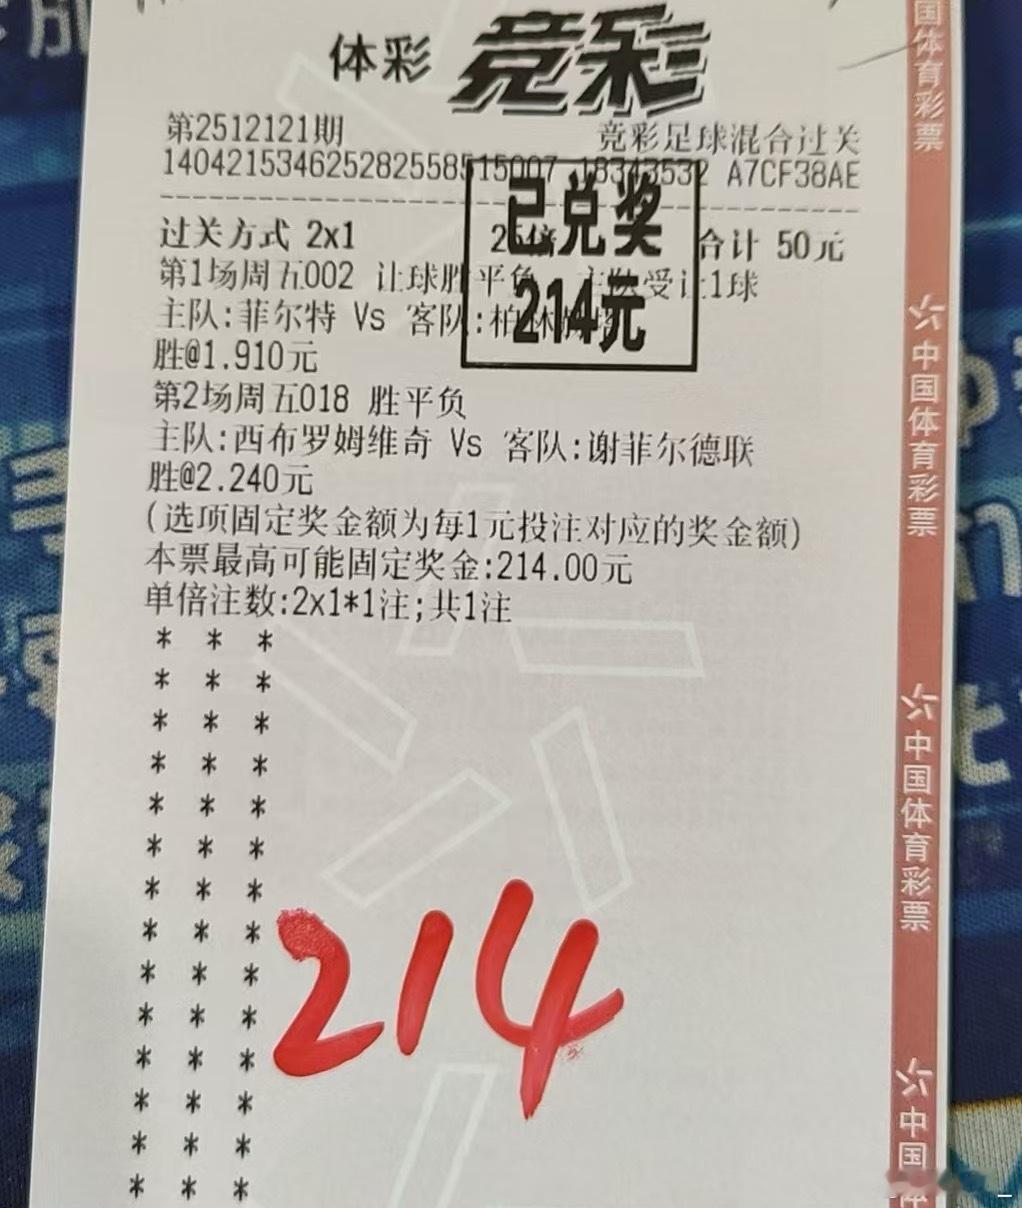 体彩 竞彩
第2512121期 竞彩足球混合过关
140421534625282558515007 18343532 A7CF38AE
过关方式 2x1 合计 50元
已兑奖
214元
第1场周五002 让球胜平负 主队受让1球
主队:菲尔特 Vs 客队:柏林赫塔
胜@1.910元
第2场周五018 胜平负
主队:西布罗姆维奇 Vs 客队:谢菲尔德联
胜@2.240元
(选项固定奖金额为每1元投注对应的奖金额)
本票最高可能固定奖金:214.00元
单倍注数:2x1*1注;共1注
* * *
* * *
* * *
* * *
* * *
* * *
* * *
* * *
* * *
* * *
* * *
* * *
* * *
* * *
214
国体育彩票
中国体育彩票
中国体育彩票
中国体